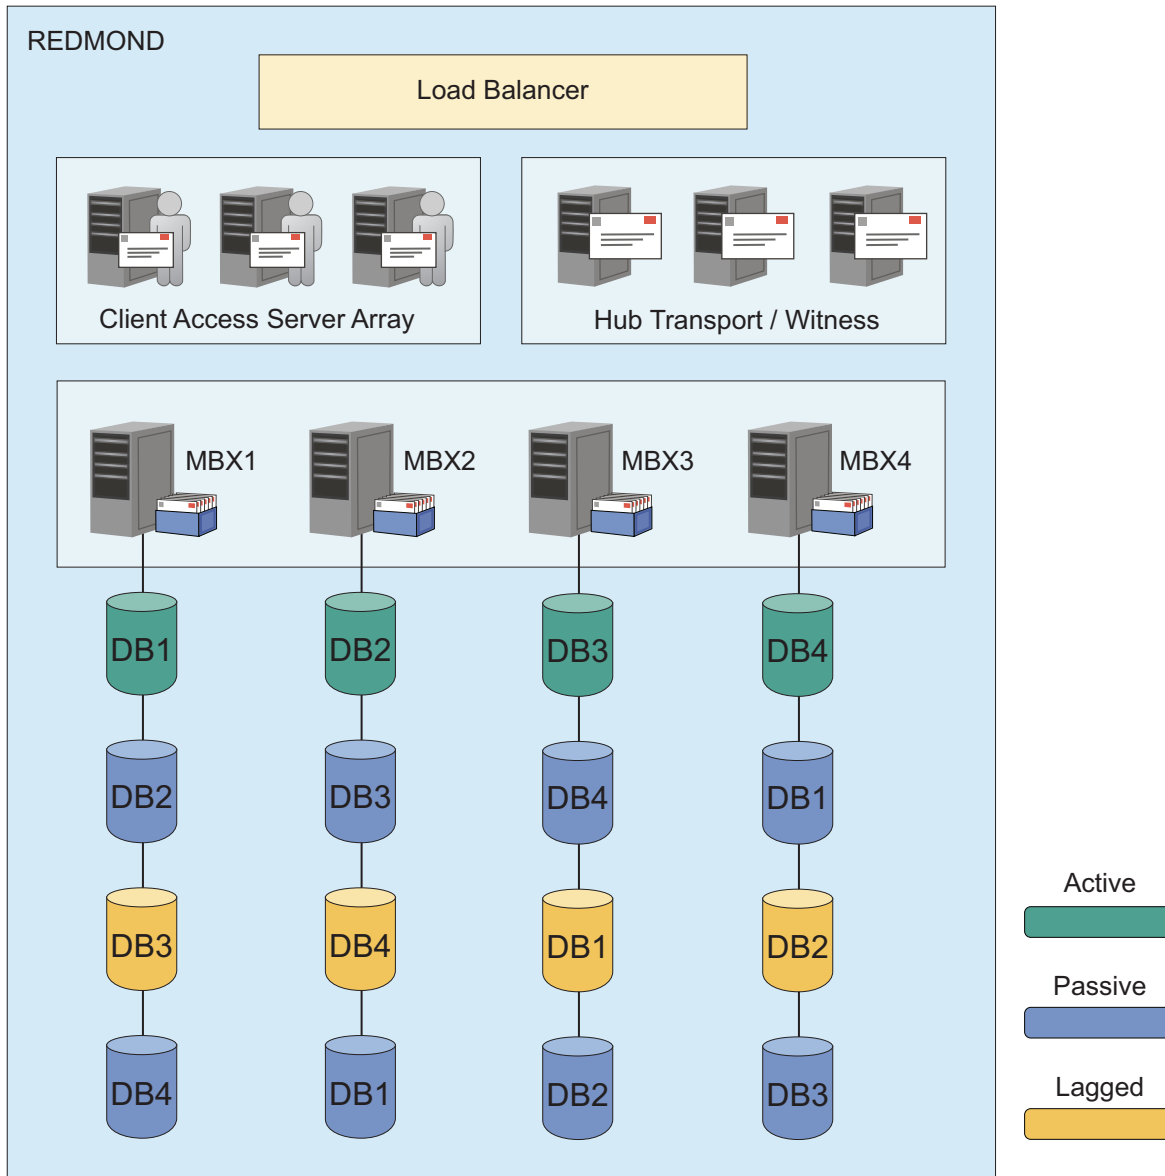 REDMOND
Load Balancer
Client Access Server Array
Hub Transport / Witness
MBX1
MBX2
MBX3
MBX4
DB1
DB2
DB3
DB4
DB2
DB3
DB4
DB1
DB3
DB4
DB1
DB2
DB4
DB1
DB2
DB3
Active
Passive
Lagged